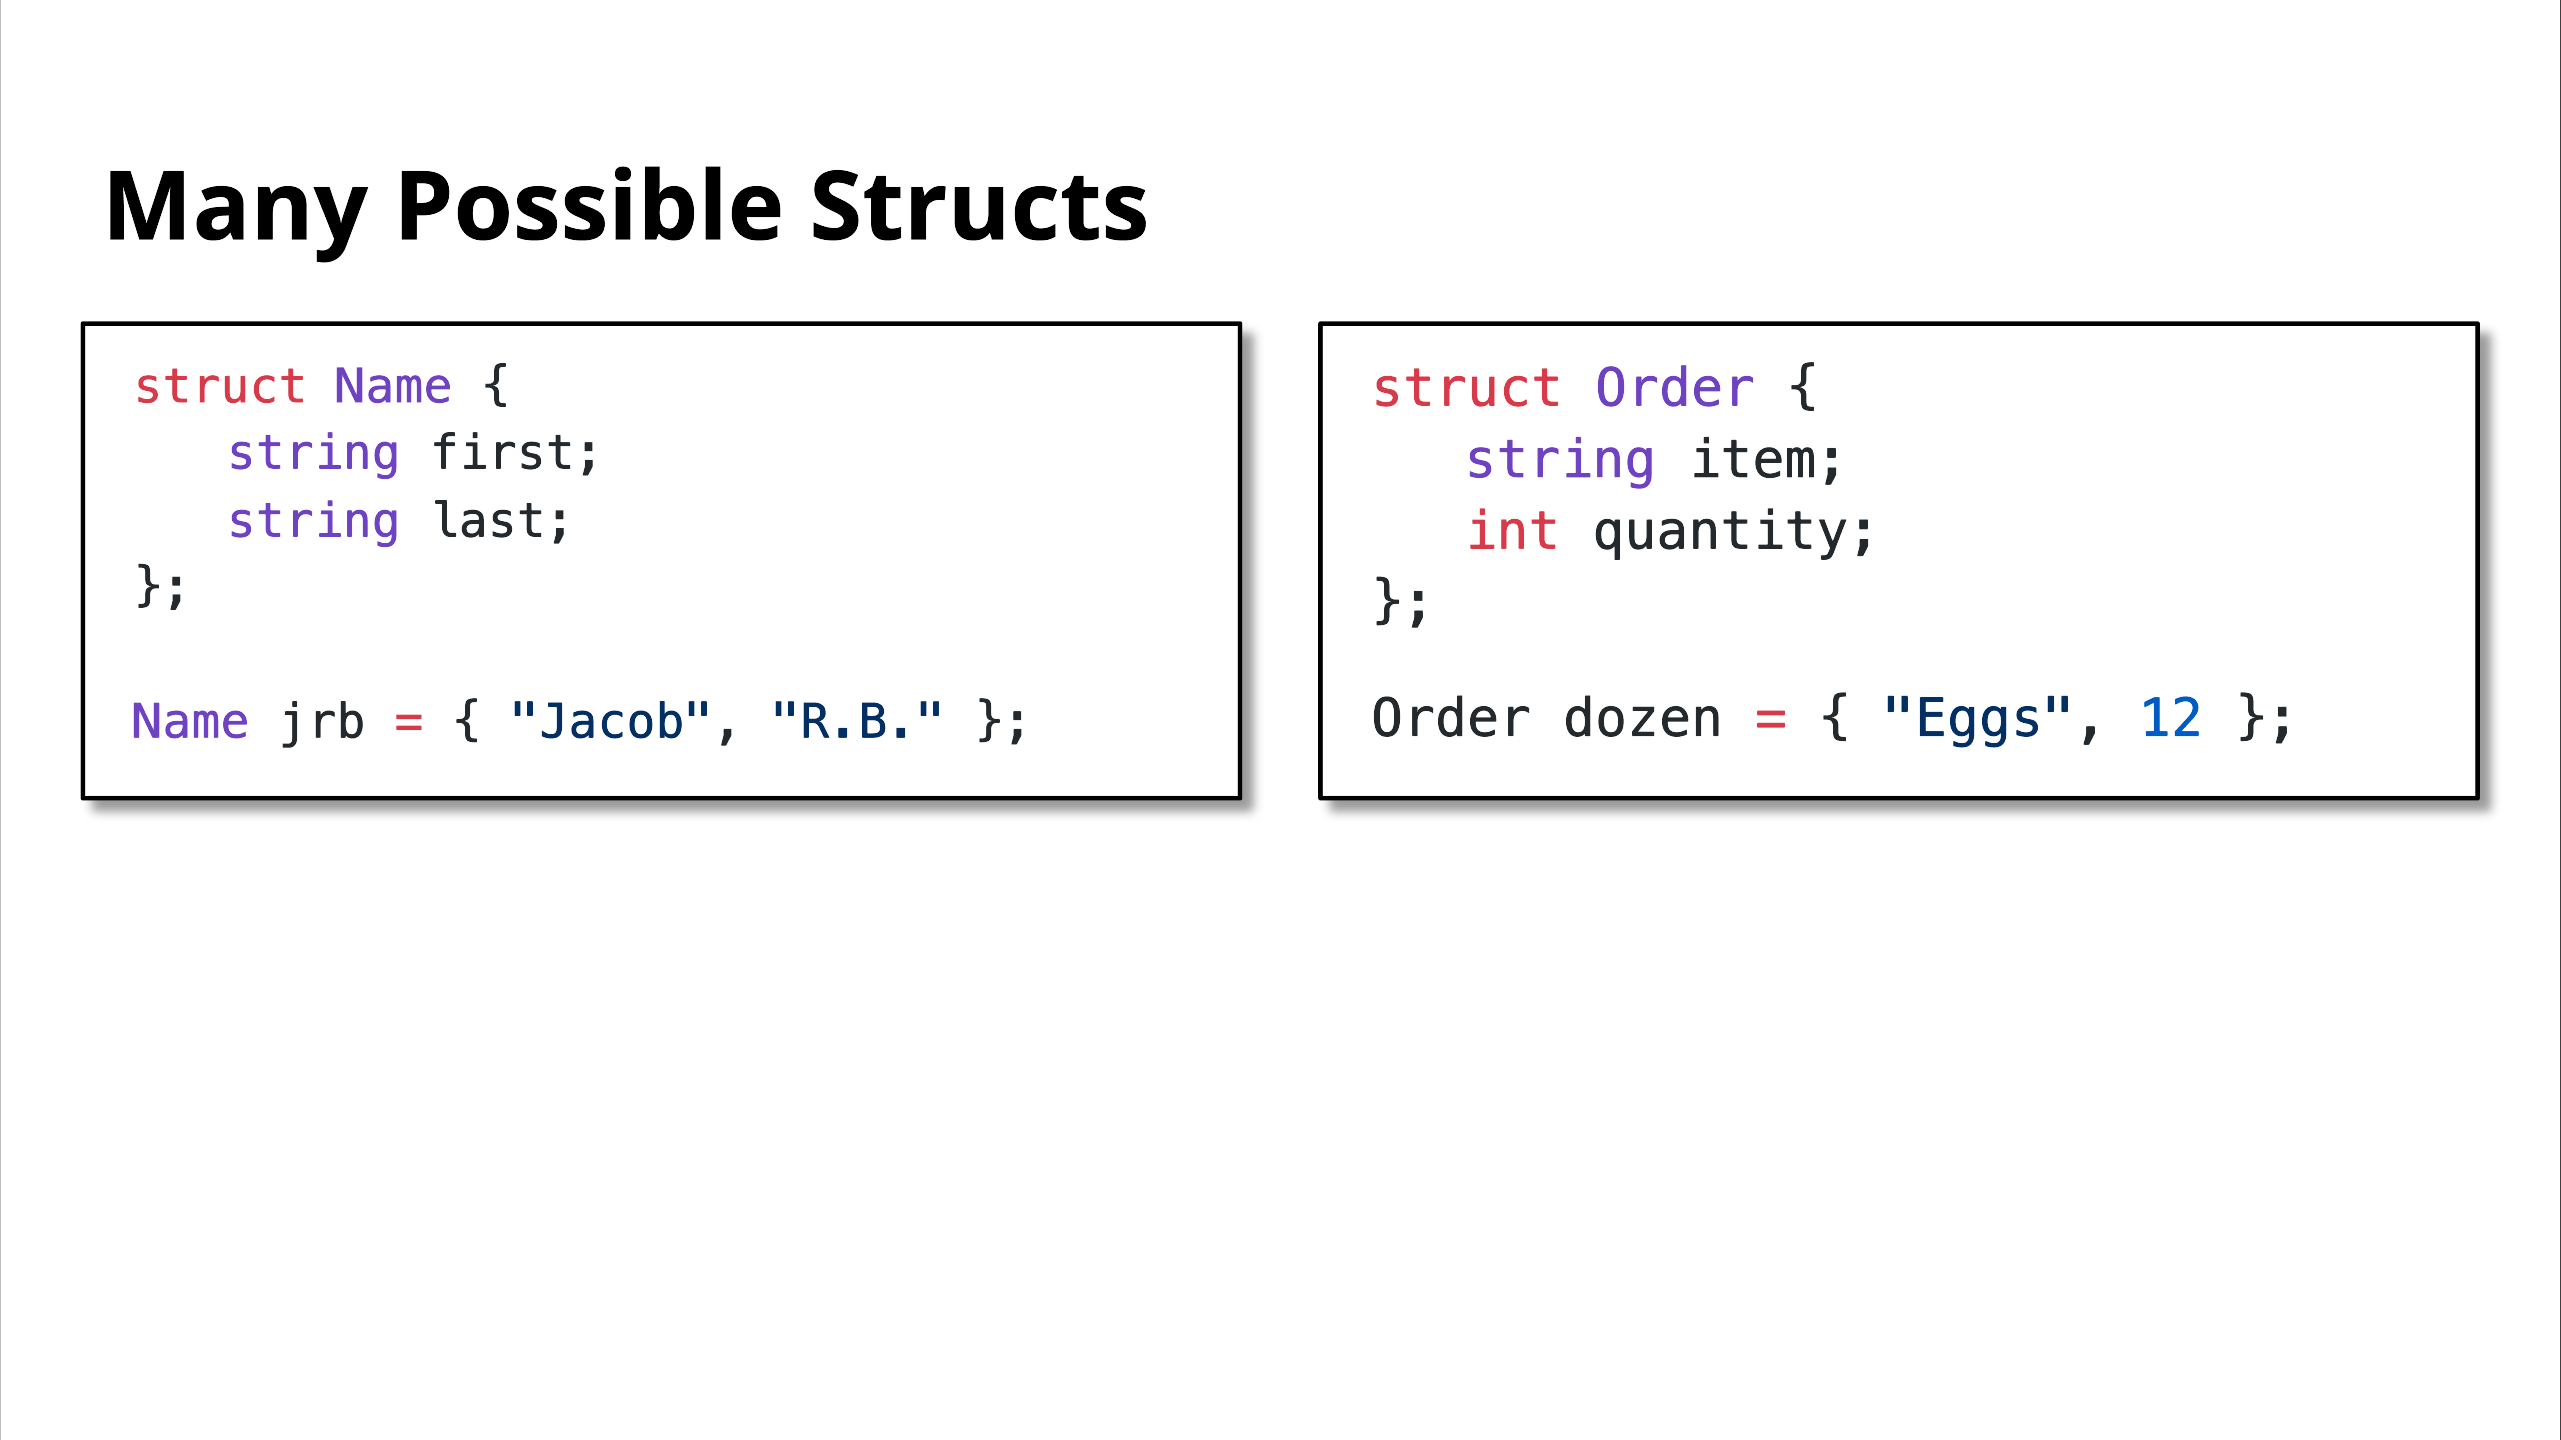 Many Possible Structs
struct Name {
    string first;
    string last;
};
Name jrb = { "Jacob", "R.B." };
struct Order {
    string item;
    int quantity;
};
Order dozen = { "Eggs", 12 };